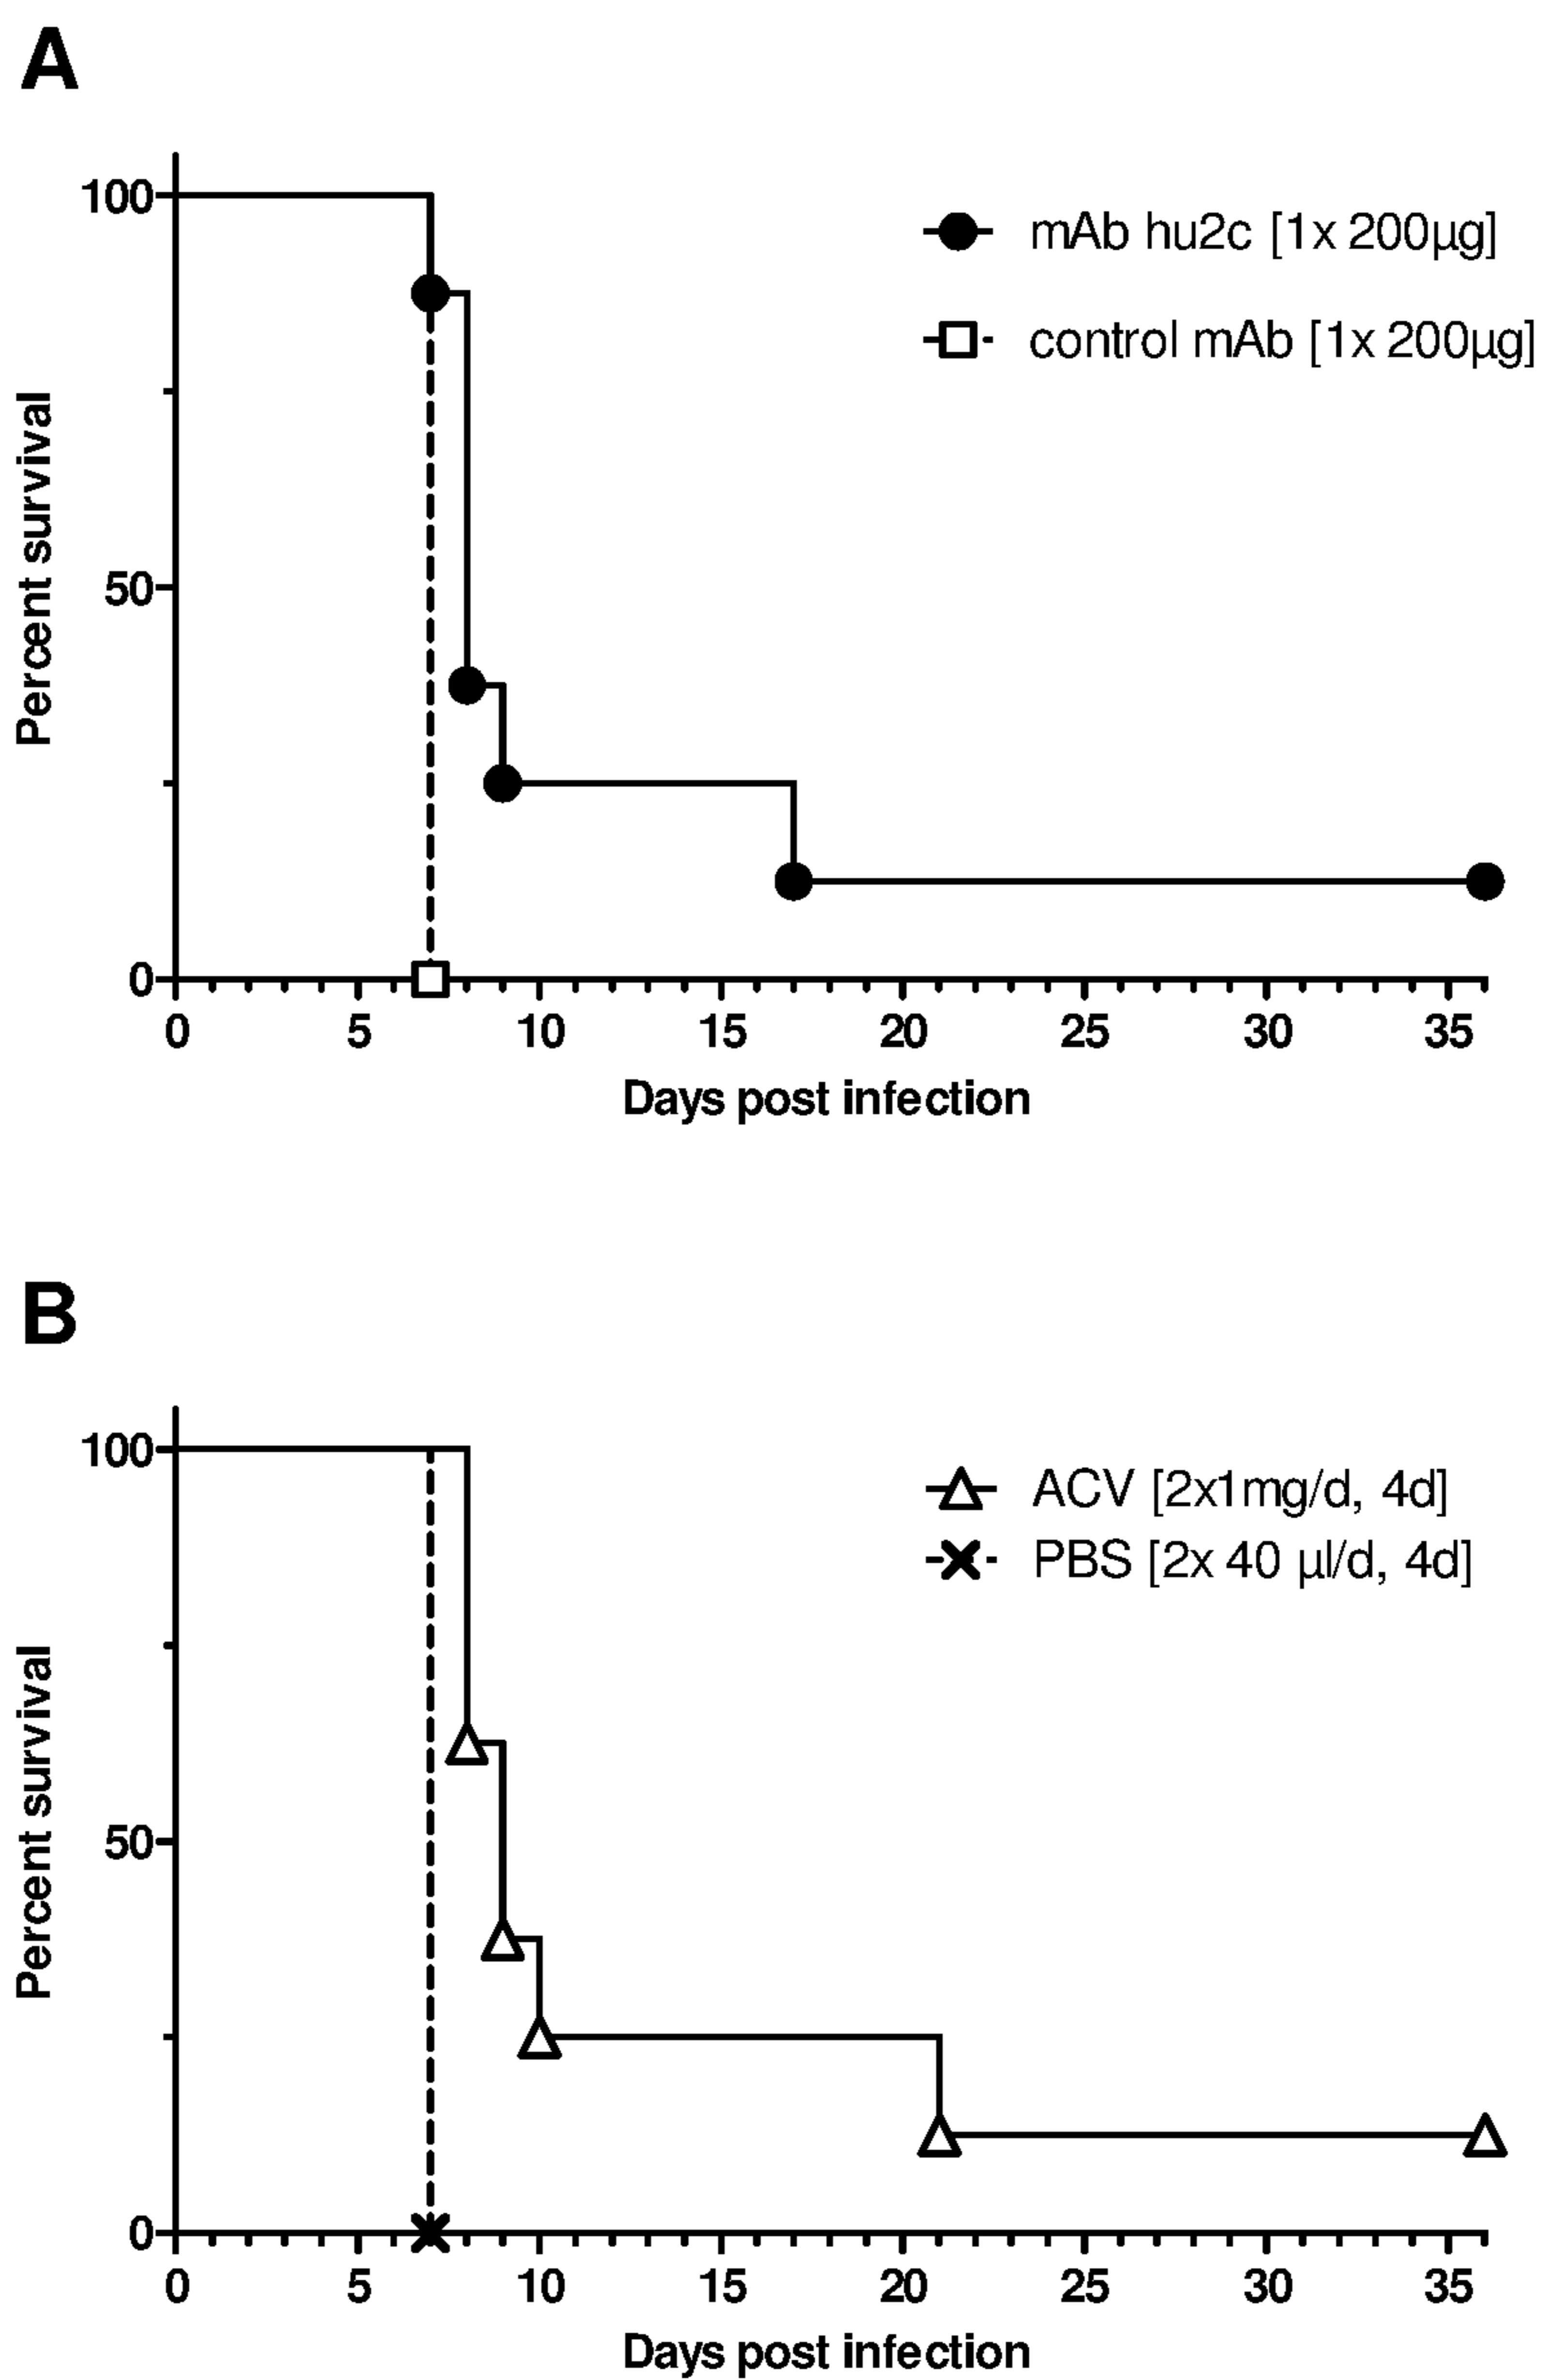 A
100
50
0
Percent survival
mAb hu2c [1x 200µg]
control mAb [1x 200µg]
0 5 10 15 20 25 30 35
Days post infection
B
100
50
0
Percent survival
ACV [2x1mg/d, 4d]
PBS [2x 40 µl/d, 4d]
0 5 10 15 20 25 30 35
Days post infection